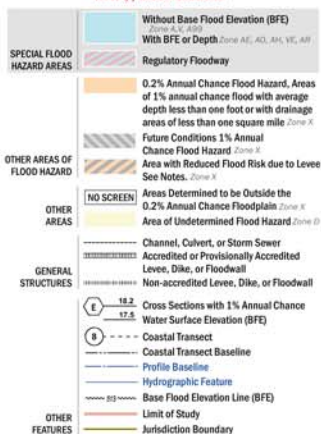 Without Base Flood Elevation (BFE)
Zone A,V, A99
With BFE or Depth Zone AE, AO, AH, VE, AR
SPECIAL FLOOD
HAZARD AREAS
Regulatory Floodway
0.2% Annual Chance Flood Hazard, Areas
of 1% annual chance flood with average
depth less than one foot or with drainage
areas of less than one square mile Zone X
Future Conditions 1% Annual
Chance Flood Hazard Zone X
OTHER AREAS OF
FLOOD HAZARD
Area with Reduced Flood Risk due to Levee
See Notes. Zone X
NO SCREEN
Areas Determined to be Outside the
0.2% Annual Chance Floodplain Zone X
OTHER
AREAS
Area of Undetermined Flood Hazard Zone D
Channel, Culvert, or Storm Sewer
Accredited or Provisionally Accredited
Levee, Dike, or Floodwall
GENERAL
STRUCTURES
Non-accredited Levee, Dike, or Floodwall
E 18.2 Cross Sections with 1% Annual Chance
17.5 Water Surface Elevation (BFE)
8 Coastal Transect
Coastal Transect Baseline
Profile Baseline
Hydrographic Feature
513 Base Flood Elevation Line (BFE)
OTHER
FEATURES
Limit of Study
Jurisdiction Boundary